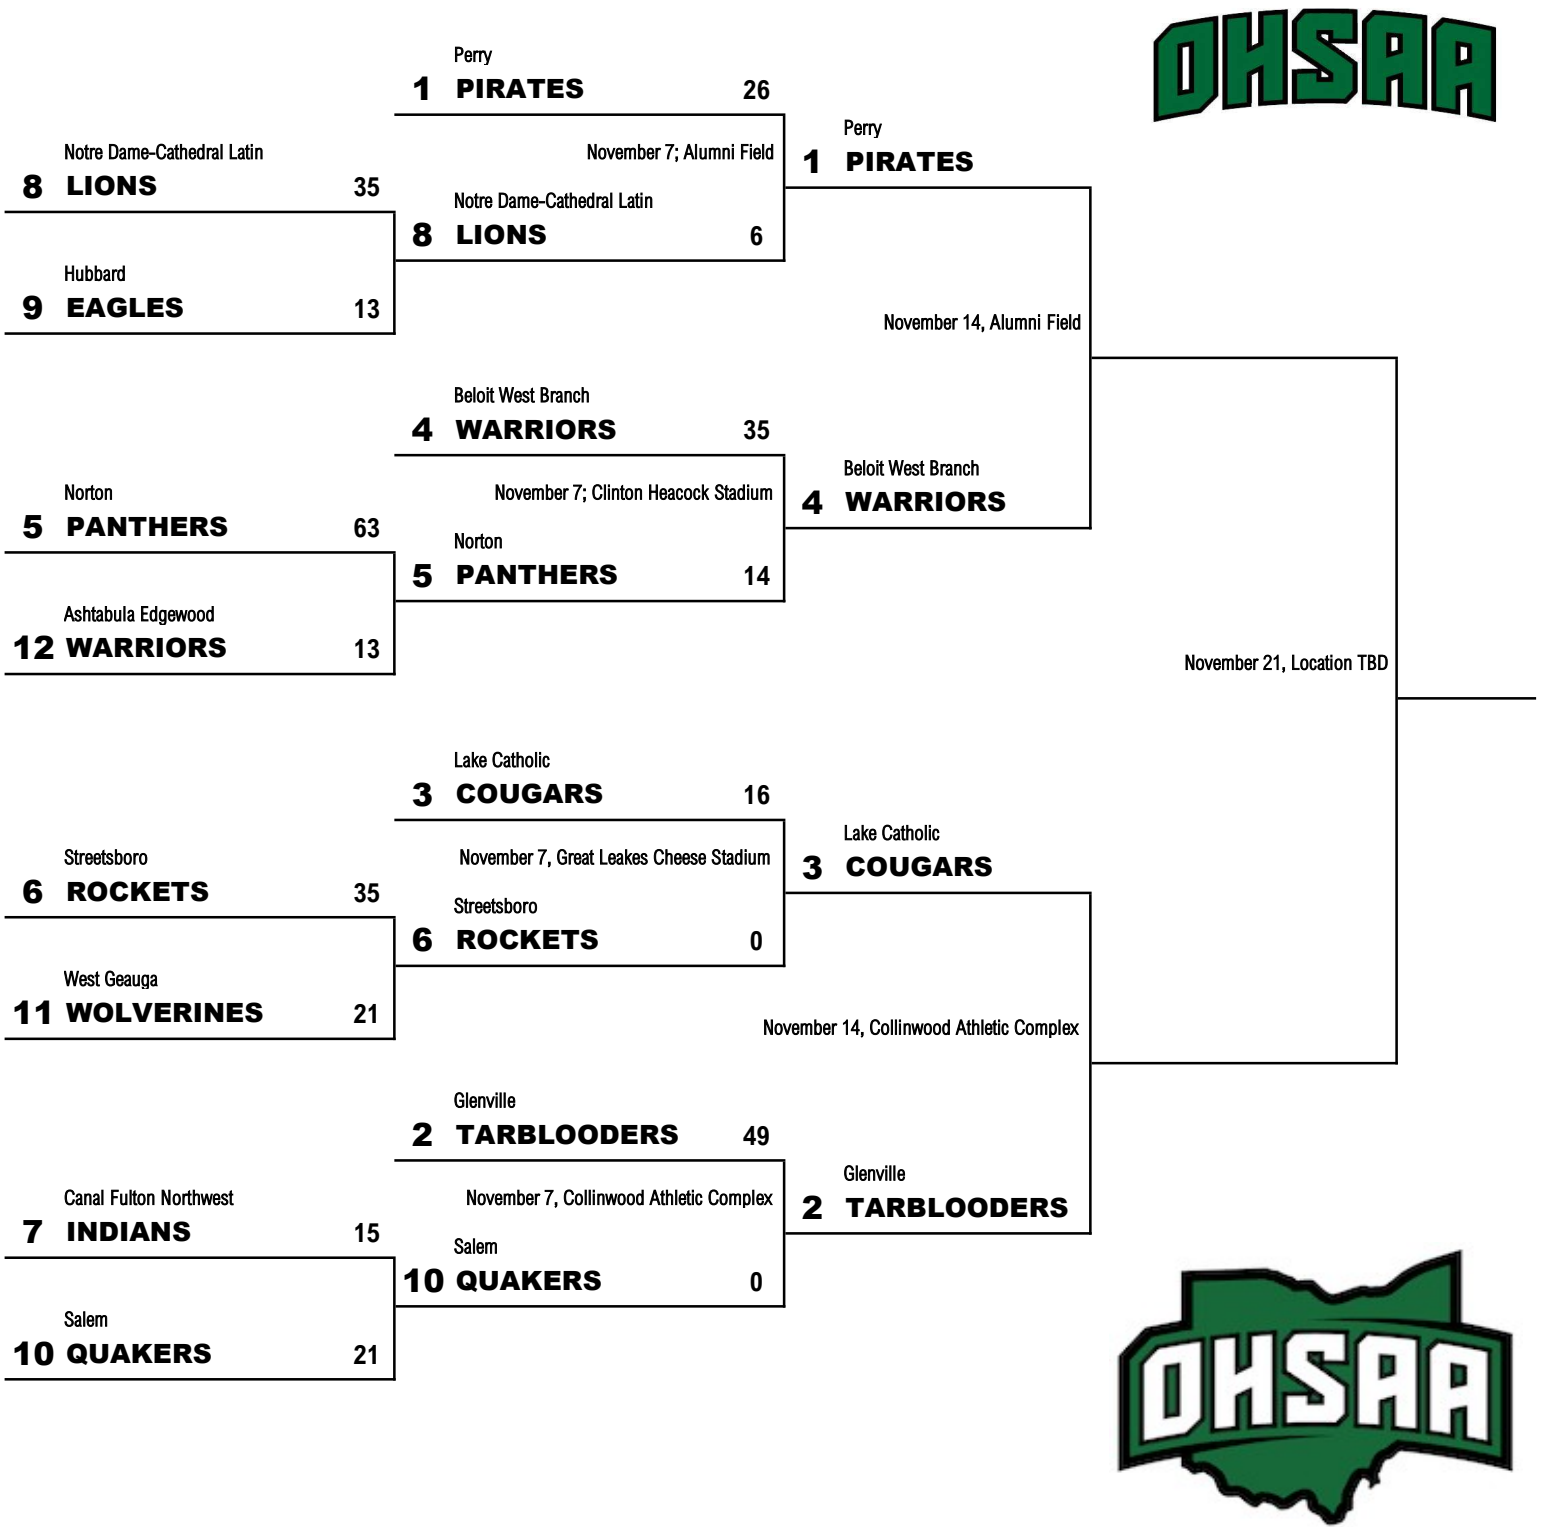 OHSAA
Perry
1 PIRATES 26
November 7; Alumni Field
Perry
1 PIRATES
Notre Dame-Cathedral Latin
8 LIONS 35
Notre Dame-Cathedral Latin
8 LIONS 6
Hubbard
9 EAGLES 13
November 14, Alumni Field
Beloit West Branch
4 WARRIORS 35
November 7; Clinton Heacock Stadium
Beloit West Branch
4 WARRIORS
Norton
5 PANTHERS 63
Norton
5 PANTHERS 14
Ashtabula Edgewood
12 WARRIORS 13
November 21, Location TBD
Lake Catholic
3 COUGARS 16
November 7, Great Leakes Cheese Stadium
Lake Catholic
3 COUGARS
Streetsboro
6 ROCKETS 35
Streetsboro
6 ROCKETS 0
West Geauga
11 WOLVERINES 21
November 14, Collinwood Athletic Complex
Glenville
2 TARBLOODERS 49
November 7, Collinwood Athletic Complex
Glenville
2 TARBLOODERS
Canal Fulton Northwest
7 INDIANS 15
Salem
10 QUAKERS 0
Salem
10 QUAKERS 21
OHSAA